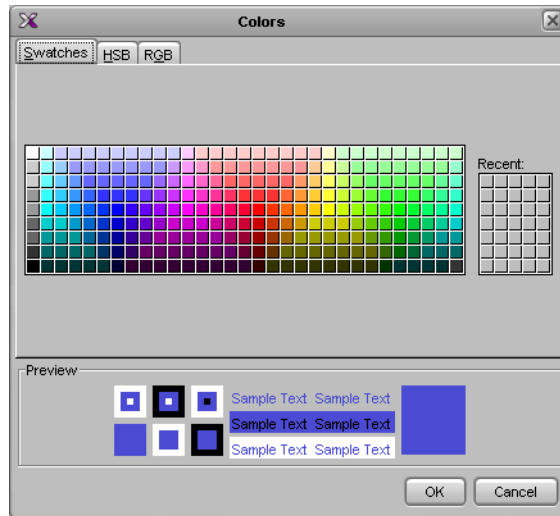 Colors
Swatches HSB RGB
Recent:
Preview
Sample Text Sample Text
Sample Text Sample Text
Sample Text Sample Text
OK Cancel